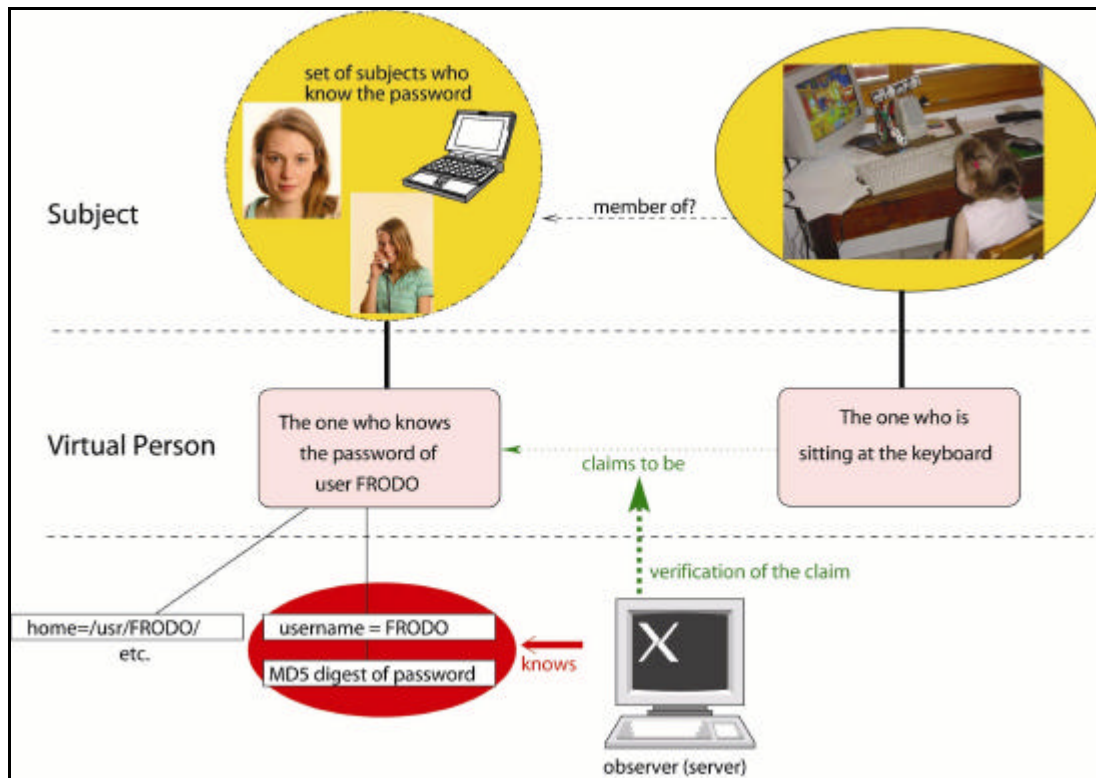 set of subjects who
know the password
Subject
member of?
Virtual Person
The one who knows
the password of
user FRODO
The one who is
sitting at the keyboard
claims to be
verification of the claim
home=/usr/FRODO/
etc.
username = FRODO
MD5 digest of password
knows
X
observer (server)